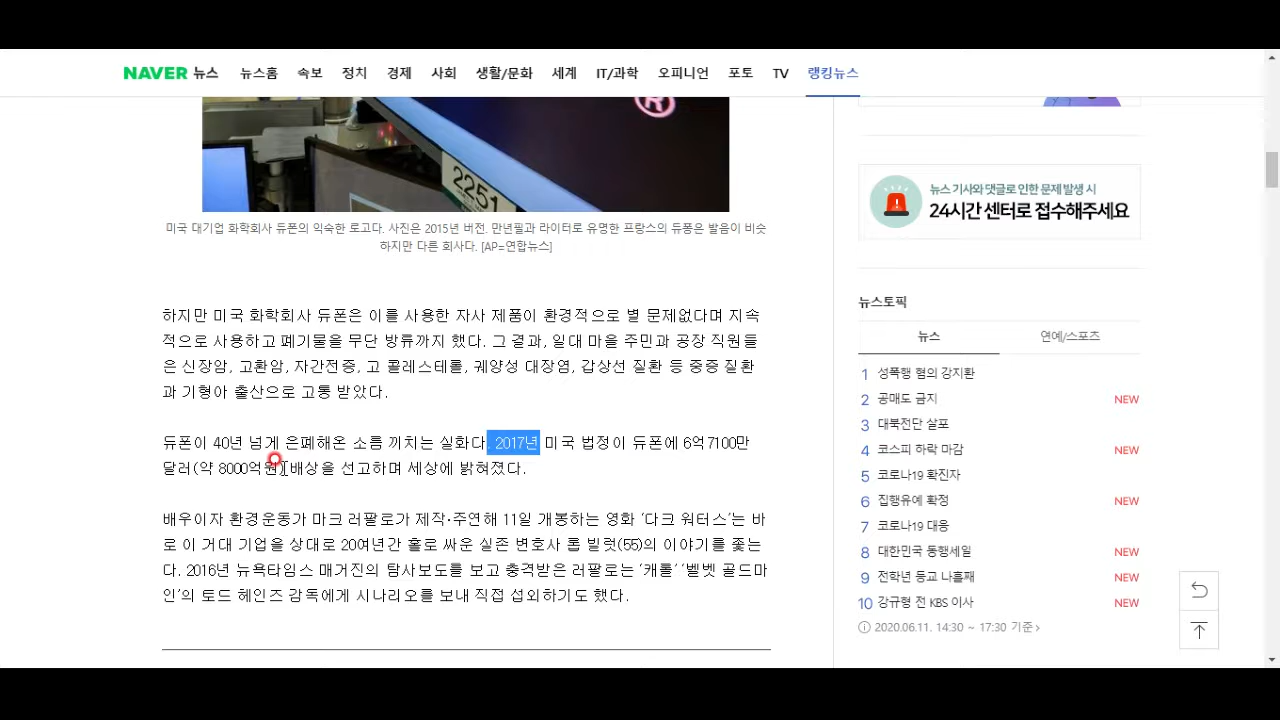 NAVER 뉴스 뉴스홈 속보 정치 경제 사회 생활/문화 세계 IT/과학 오피니언 포토 TV 랭킹뉴스
®
2251
미국 대기업 화학회사 듀폰의 익숙한 로고다. 사진은 2015년 버전. 만년필과 라이터로 유명한 프랑스의 듀퐁은 발음이 비슷
하지만 다른 회사다. [AP=연합뉴스]
하지만 미국 화학회사 듀폰은 이를 사용한 자사 제품이 환경적으로 별 문제없다며 지속
적으로 사용하고 폐기물을 무단 방류까지 했다. 그 결과, 일대 마을 주민과 공장 직원들
은 신장암, 고환암, 자간전증, 고 콜레스테롤, 궤양성 대장염, 갑상선 질환 등 중증 질환
과 기형아 출산으로 고통 받았다.
듀폰이 40년 넘게 은폐해온 소름 끼치는 실화다. 2017년 미국 법정이 듀폰에 6억7100만
달러(약 8000억원) 배상을 선고하며 세상에 밝혀졌다.
배우이자 환경운동가 마크 러팔로가 제작·주연해 11일 개봉하는 영화 ‘다크 워터스’는 바
로 이 거대 기업을 상대로 20여년간 홀로 싸운 실존 변호사 롭 빌럿(55)의 이야기를 좇는
다. 2016년 뉴욕타임스 매거진의 탐사보도를 보고 충격받은 러팔로는 ‘캐롤’ ‘벨벳 골드마
인’의 토드 헤인즈 감독에게 시나리오를 보내 직접 섭외하기도 했다.
뉴스 기사와 댓글로 인한 문제 발생 시
24시간 센터로 접수해주세요
뉴스토픽
뉴스 연예/스포츠
1 성폭행 혐의 강지환
2 공매도 금지 NEW
3 대북전단 살포
4 코스피 하락 마감 NEW
5 코로나19 확진자
6 집행유예 확정 NEW
7 코로나19 대응
8 대한민국 동행세일 NEW
9 전학년 등교 나흘째 NEW
10 강규형 전 KBS 이사 NEW
2020.06.11. 14:30 ~ 17:30 기준 >